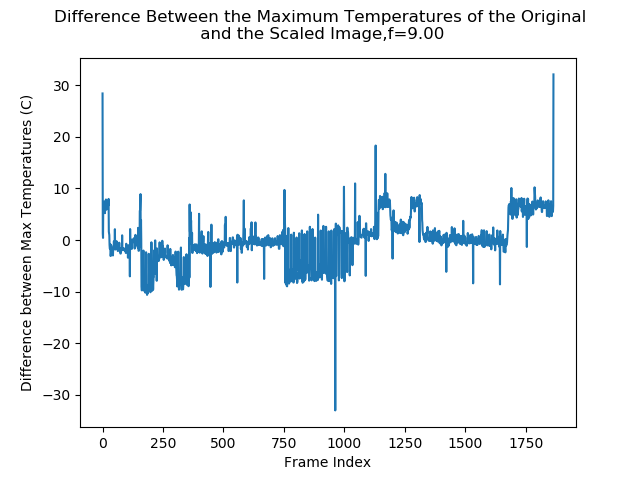 Difference Between the Maximum Temperatures of the Original
and the Scaled Image,f=9.00
30
20
10
0
−10
−20
−30
Difference between Max Temperatures (C)
0 250 500 750 1000 1250 1500 1750
Frame Index